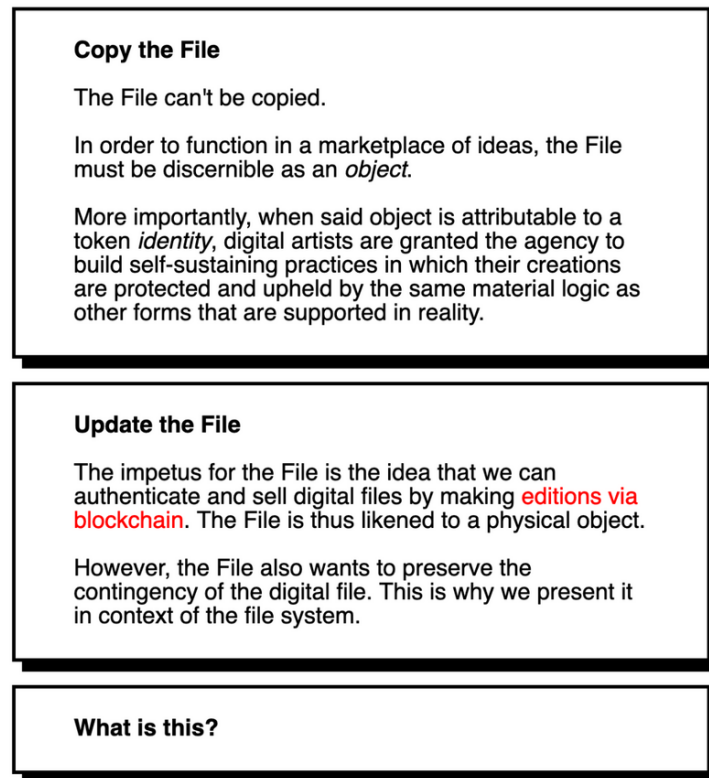 Copy the File
The File can't be copied.
In order to function in a marketplace of ideas, the File
must be discernible as an object.
More importantly, when said object is attributable to a
token identity, digital artists are granted the agency to
build self-sustaining practices in which their creations
are protected and upheld by the same material logic as
other forms that are supported in reality.
Update the File
The impetus for the File is the idea that we can
authenticate and sell digital files by making editions via
blockchain. The File is thus likened to a physical object.
However, the File also wants to preserve the
contingency of the digital file. This is why we present it
in context of the file system.
What is this?